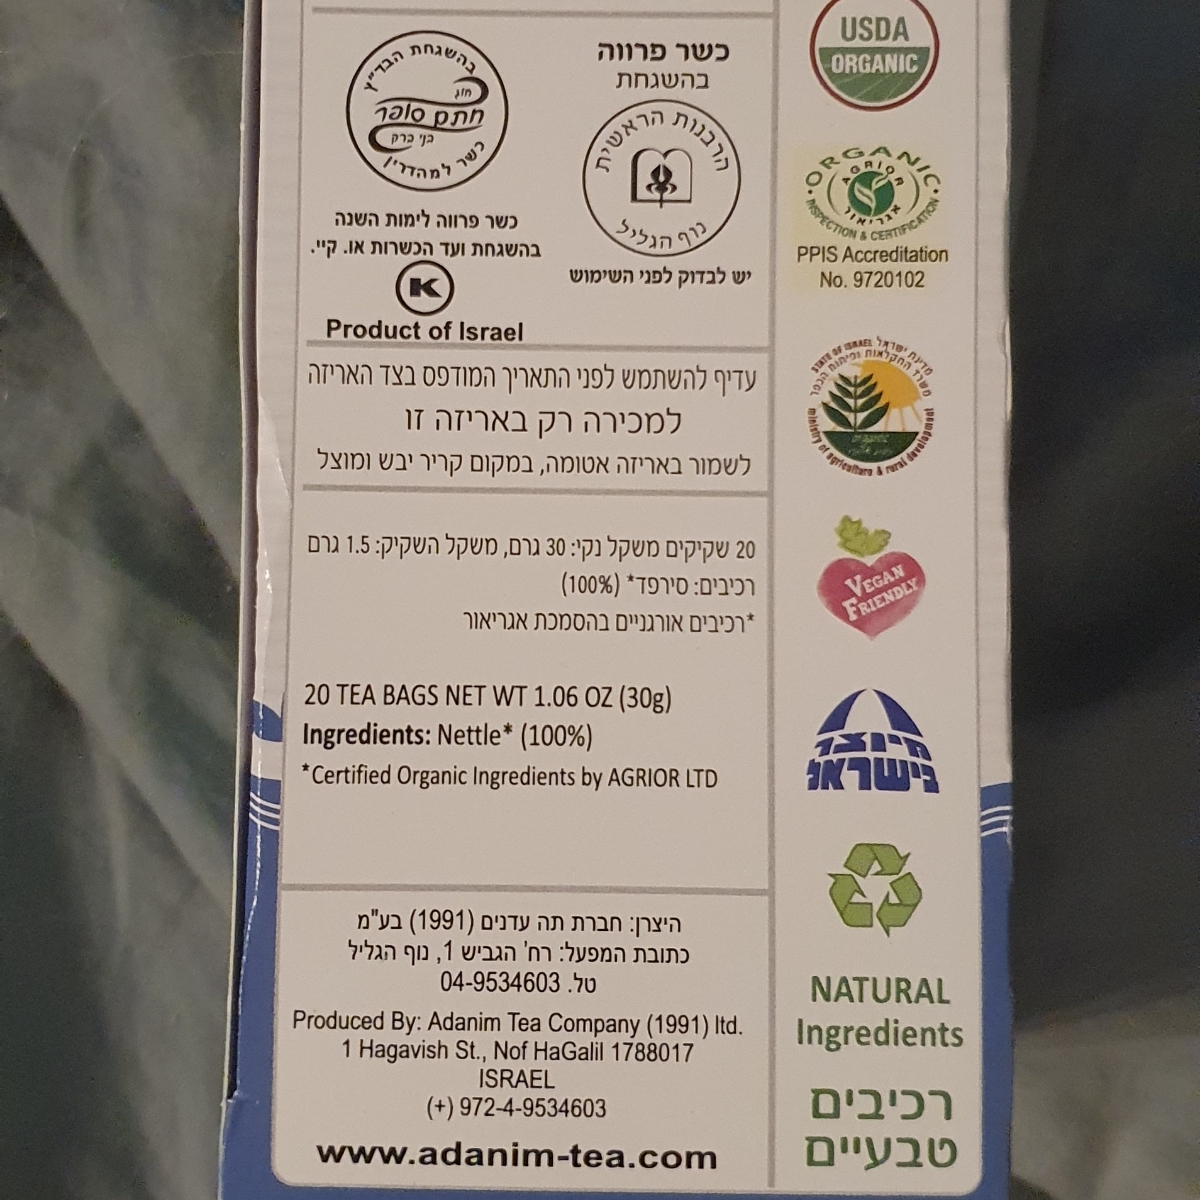 בהשגחת הבד"ץ
חוג
חתם סופר
בני ברק
כשר למהדרין
כשר פרווה לימות השנה
בהשגחת ועד הכשרות או. קיי.
K
Product of Israel
כשר פרווה
בהשגחת
הרבנות הראשית
נוף הגליל
יש לבדוק לפני השימוש
עדיף להשתמש לפני התאריך המודפס בצד האריזה
למכירה רק באריזה זו
לשמור באריזה אטומה, במקום קריר יבש ומוצל
20 שקיקים משקל נקי: 30 גרם, משקל השקיק: 1.5 גרם
רכיבים: סירפד* (100%)
*רכיבים אורגניים בהסמכת אגריאור
20 TEA BAGS NET WT 1.06 OZ (30g)
Ingredients: Nettle* (100%)
*Certified Organic Ingredients by AGRIOR LTD
היצרן: חברת תה עדנים (1991) בע"מ
כתובת המפעל: רח' הגביש 1, נוף הגליל
טל. 04-9534603
Produced By: Adanim Tea Company (1991) ltd.
1 Hagavish St., Nof HaGalil 1788017
ISRAEL
(+) 972-4-9534603
www.adanim-tea.com
USDA
ORGANIC
ORGANIC
AGRIOR
אגריאור
INSPECTION & CERTIFICATION
PPIS Accreditation
No. 9720102
STATE OF ISRAEL מדינת ישראל
משרד החקלאות ופיתוח הכפר
ministry of agriculture & rural development
VEGAN
FRIENDLY
מיוצר
בישראל
NATURAL
Ingredients
רכיבים
טבעיים